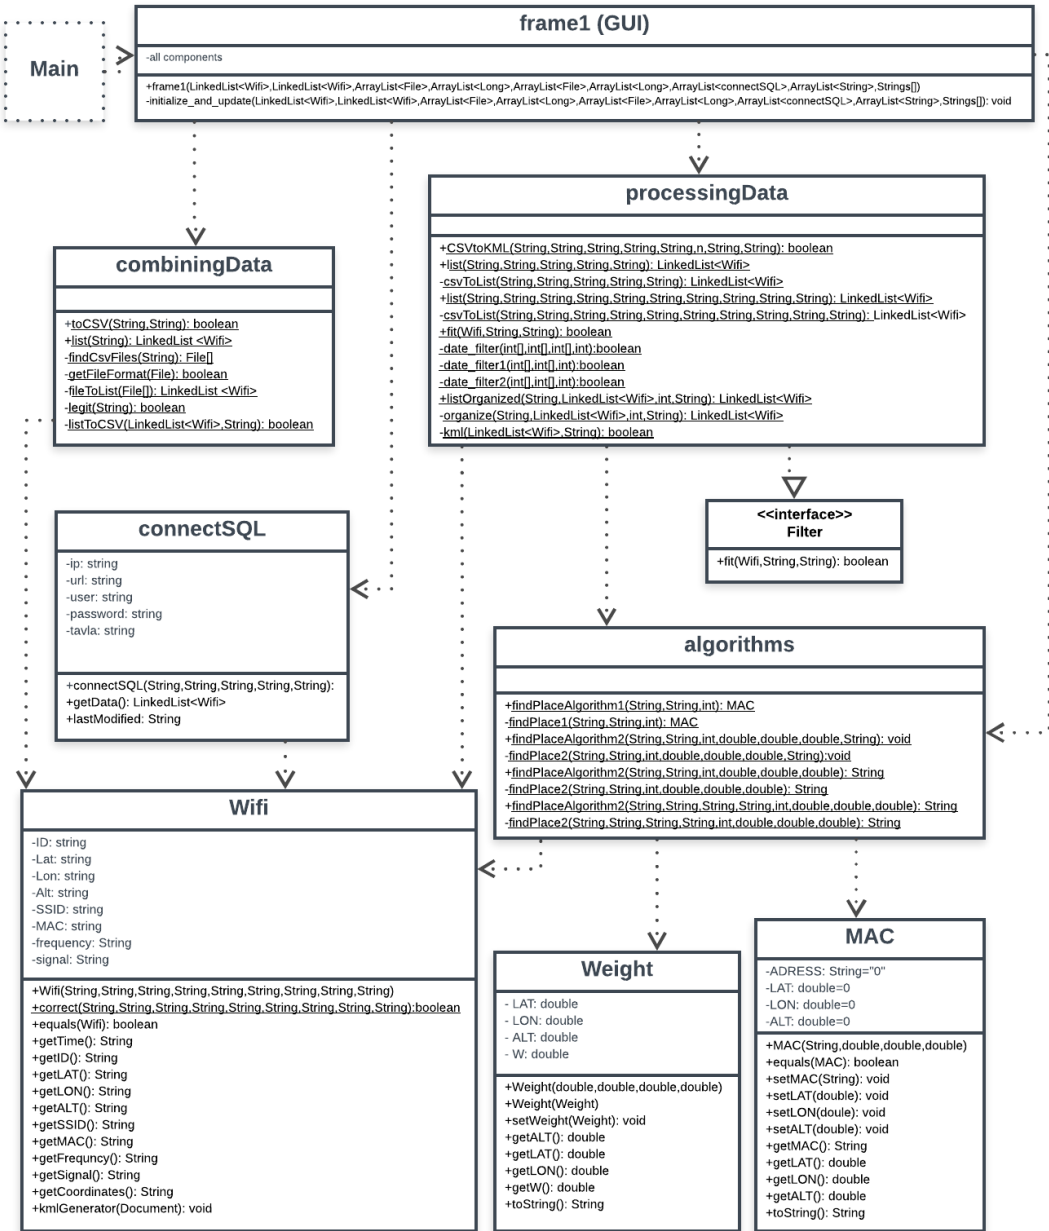 Main
frame1 (GUI)
-all components
+frame1(LinkedList<Wifi>,LinkedList<Wifi>,ArrayList<File>,ArrayList<Long>,ArrayList<File>,ArrayList<Long>,ArrayList<connectSQL>,ArrayList<String>,Strings[])
-initialize_and_update(LinkedList<Wifi>,LinkedList<Wifi>,ArrayList<File>,ArrayList<Long>,ArrayList<File>,ArrayList<Long>,ArrayList<connectSQL>,ArrayList<String>,Strings[]): void
processingData
+CSVtoKML(String,String,String,String,String,n,String,String): boolean
+list(String,String,String,String,String): LinkedList<Wifi>
-csvToList(String,String,String,String,String): LinkedList<Wifi>
+list(String,String,String,String,String,String,String,String,String): LinkedList<Wifi>
-csvToList(String,String,String,String,String,String,String,String,String,String): LinkedList<Wifi>
+fit(Wifi,String,String): boolean
-date_filter(int[],int[],int[],int):boolean
-date_filter1(int[],int[],int):boolean
-date_filter2(int[],int[],int):boolean
+listOrganized(String,LinkedList<Wifi>,int,String): LinkedList<Wifi>
-organize(String,LinkedList<Wifi>,int,String): LinkedList<Wifi>
-kml(LinkedList<Wifi>,String): boolean
combiningData
+toCSV(String,String): boolean
+list(String): LinkedList <Wifi>
-findCsvFiles(String): File[]
-getFileFormat(File): boolean
-fileToList(File[]): LinkedList <Wifi>
-legit(String): boolean
-listToCSV(LinkedList<Wifi>,String): boolean
<<interface>>
Filter
+fit(Wifi,String,String): boolean
connectSQL
-ip: string
-url: string
-user: string
-password: string
-tavla: string
+connectSQL(String,String,String,String,String):
+getData(): LinkedList<Wifi>
+lastModified: String
algorithms
+findPlaceAlgorithm1(String,String,int): MAC
-findPlace1(String,String,int): MAC
+findPlaceAlgorithm2(String,String,int,double,double,double,String): void
-findPlace2(String,String,int,double,double,double,String):void
+findPlaceAlgorithm2(String,String,int,double,double,double): String
-findPlace2(String,String,int,double,double,double): String
+findPlaceAlgorithm2(String,String,String,String,int,double,double,double): String
-findPlace2(String,String,String,String,int,double,double,double): String
Wifi
-ID: string
-Lat: string
-Lon: string
-Alt: string
-SSID: string
-MAC: string
-frequency: String
-signal: String
+Wifi(String,String,String,String,String,String,String,String,String)
+correct(String,String,String,String,String,String,String,String,String):boolean
+equals(Wifi): boolean
+getTime(): String
+getID(): String
+getLAT(): String
+getLON(): String
+getALT(): String
+getSSID(): String
+getMAC(): String
+getFrequncy(): String
+getSignal(): String
+getCoordinates(): String
+kmlGenerator(Document): void
Weight
- LAT: double
- LON: double
- ALT: double
- W: double
+Weight(double,double,double,double)
+Weight(Weight)
+setWeight(Weight): void
+getALT(): double
+getLAT(): double
+getLON(): double
+getW(): double
+toString(): String
MAC
-ADRESS: String="0"
-LAT: double=0
-LON: double=0
-ALT: double=0
+MAC(String,double,double,double)
+equals(MAC): boolean
+setMAC(String): void
+setLAT(double): void
+setLON(doule): void
+setALT(double): void
+getMAC(): String
+getLAT(): double
+getLON(): double
+getALT(): double
+toString(): String